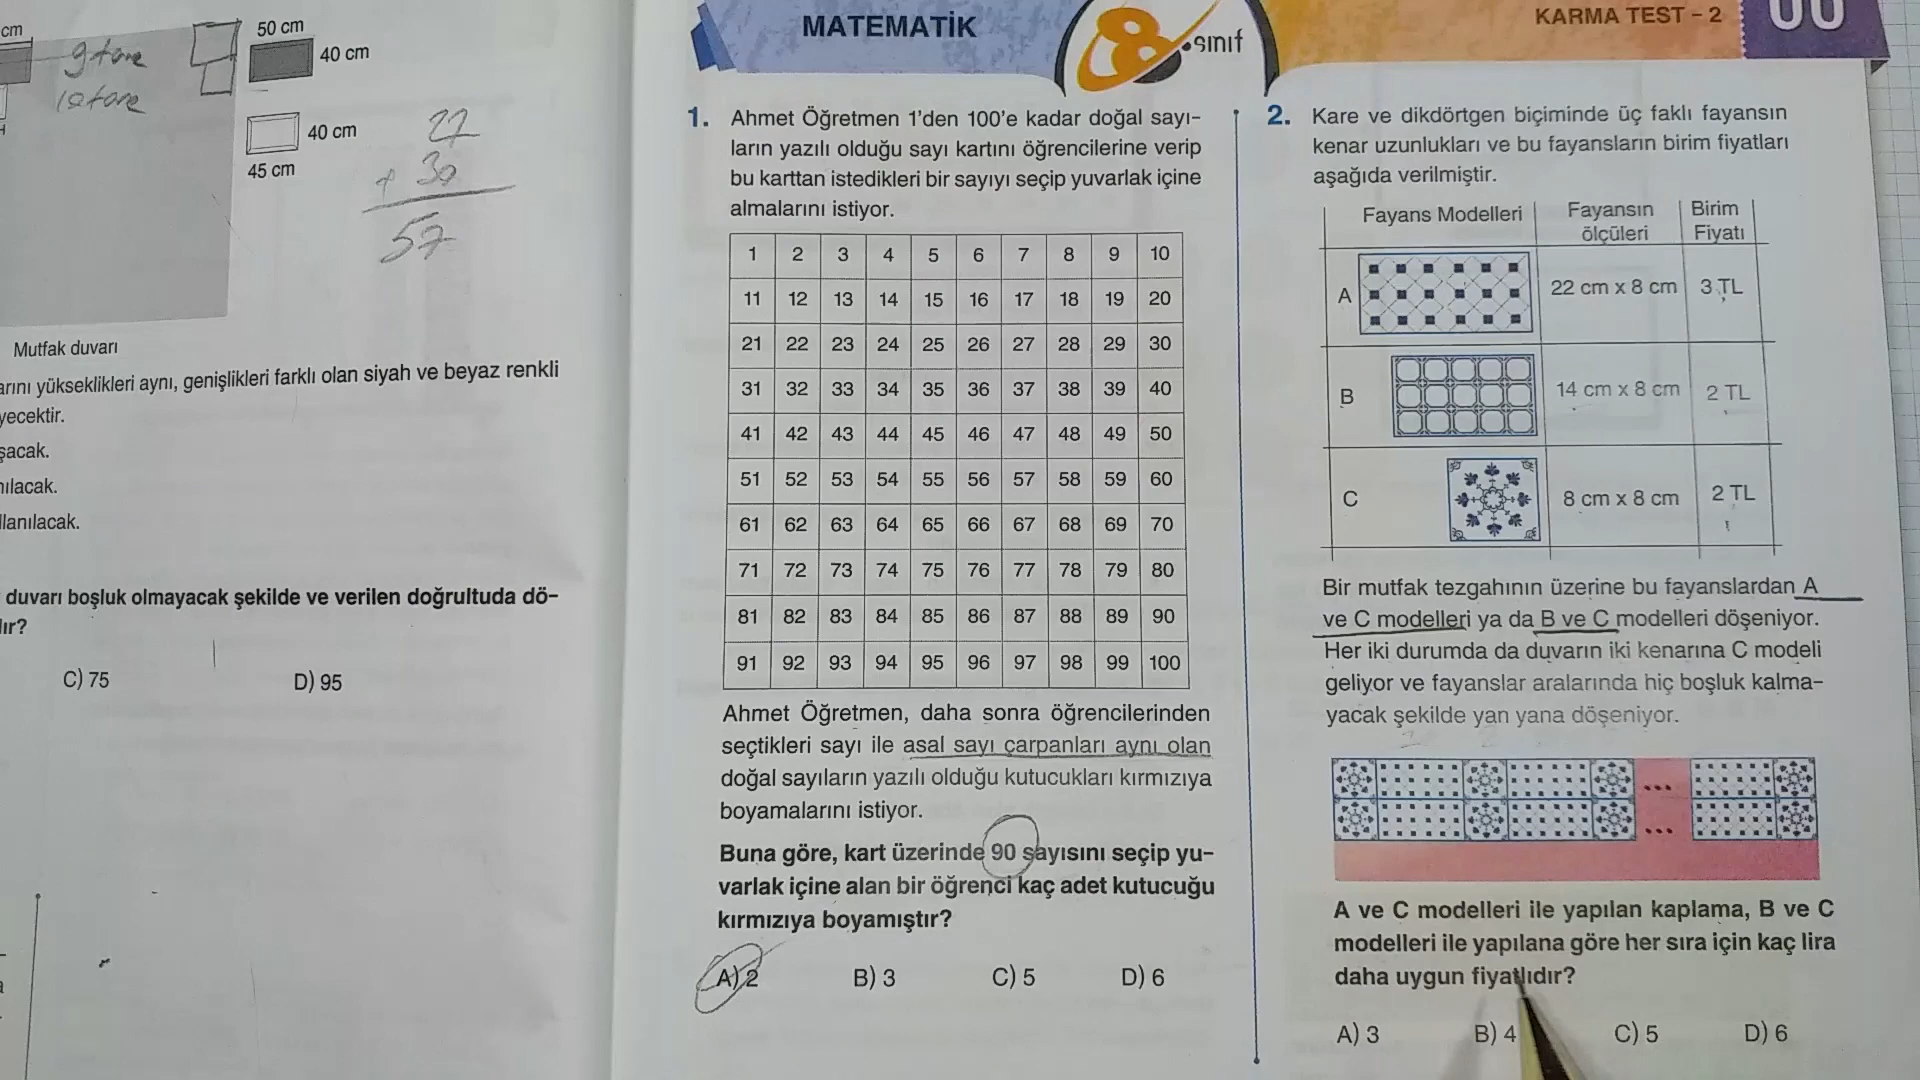 cm
50 cm
40 cm
9 tane
10 tane
40 cm
45 cm
27
+ 30
57
Mutfak duvarı
arını yükseklikleri aynı, genişlikleri farklı olan siyah ve beyaz renkli
yecektir.
şacak.
nılacak.
llanılacak.
duvarı boşluk olmayacak şekilde ve verilen doğrultuda dö-
lır?
C) 75 D) 95
MATEMATİK
8.sınıf
KARMA TEST - 2
1. Ahmet Öğretmen 1'den 100'e kadar doğal sayı-
ların yazılı olduğu sayı kartını öğrencilerine verip
bu karttan istedikleri bir sayıyı seçip yuvarlak içine
almalarını istiyor.
1 2 3 4 5 6 7 8 9 10
11 12 13 14 15 16 17 18 19 20
21 22 23 24 25 26 27 28 29 30
31 32 33 34 35 36 37 38 39 40
41 42 43 44 45 46 47 48 49 50
51 52 53 54 55 56 57 58 59 60
61 62 63 64 65 66 67 68 69 70
71 72 73 74 75 76 77 78 79 80
81 82 83 84 85 86 87 88 89 90
91 92 93 94 95 96 97 98 99 100
Ahmet Öğretmen, daha sonra öğrencilerinden
seçtikleri sayı ile asal sayı çarpanları aynı olan
doğal sayıların yazılı olduğu kutucukları kırmızıya
boyamalarını istiyor.
Buna göre, kart üzerinde 90 sayısını seçip yu-
varlak içine alan bir öğrenci kaç adet kutucuğu
kırmızıya boyamıştır?
A) 2 B) 3 C) 5 D) 6
2. Kare ve dikdörtgen biçiminde üç faklı fayansın
kenar uzunlukları ve bu fayansların birim fiyatları
aşağıda verilmiştir.
Fayans Modelleri Fayansın ölçüleri Birim Fiyatı
A 22 cm x 8 cm 3 TL
B 14 cm x 8 cm 2 TL
C 8 cm x 8 cm 2 TL
Bir mutfak tezgahının üzerine bu fayanslardan A
ve C modelleri ya da B ve C modelleri döşeniyor.
Her iki durumda da duvarın iki kenarına C modeli
geliyor ve fayanslar aralarında hiç boşluk kalma-
yacak şekilde yan yana döşeniyor.
A ve C modelleri ile yapılan kaplama, B ve C
modelleri ile yapılana göre her sıra için kaç lira
daha uygun fiyatlıdır?
A) 3 B) 4 C) 5 D) 6